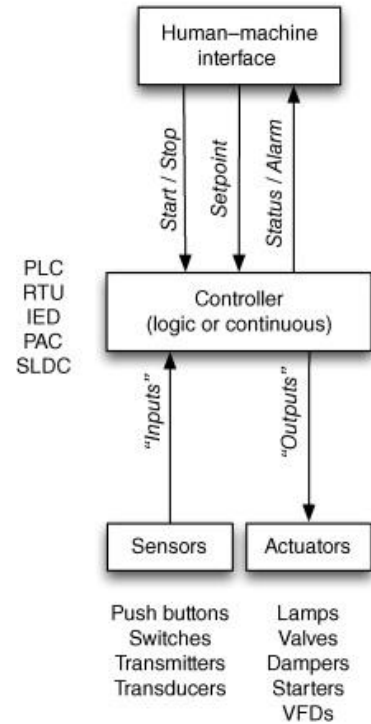 Human–machine
interface
Start / Stop
Setpoint
Status / Alarm
PLC
RTU
IED
PAC
SLDC
Controller
(logic or continuous)
“Inputs”
“Outputs”
Sensors
Actuators
Push buttons
Switches
Transmitters
Transducers
Lamps
Valves
Dampers
Starters
VFDs